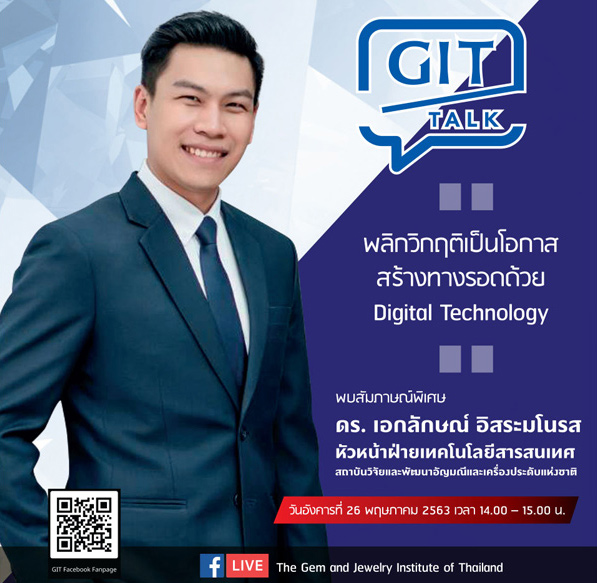 GIT
TALK
พลิกวิกฤติเป็นโอกาส
สร้างทางรอดด้วย
Digital Technology
พบสัมภาษณ์พิเศษ
ดร. เอกลักษณ์ อิสระมโนรส
หัวหน้าฝ่ายเทคโนโลยีสารสนเทศ
สถาบันวิจัยและพัฒนาอัญมณีและเครื่องประดับแห่งชาติ
วันอังคารที่ 26 พฤษภาคม 2563 เวลา 14.00 – 15.00 น.
GIT Facebook Fanpage
f LIVE The Gem and Jewelry Institute of Thailand